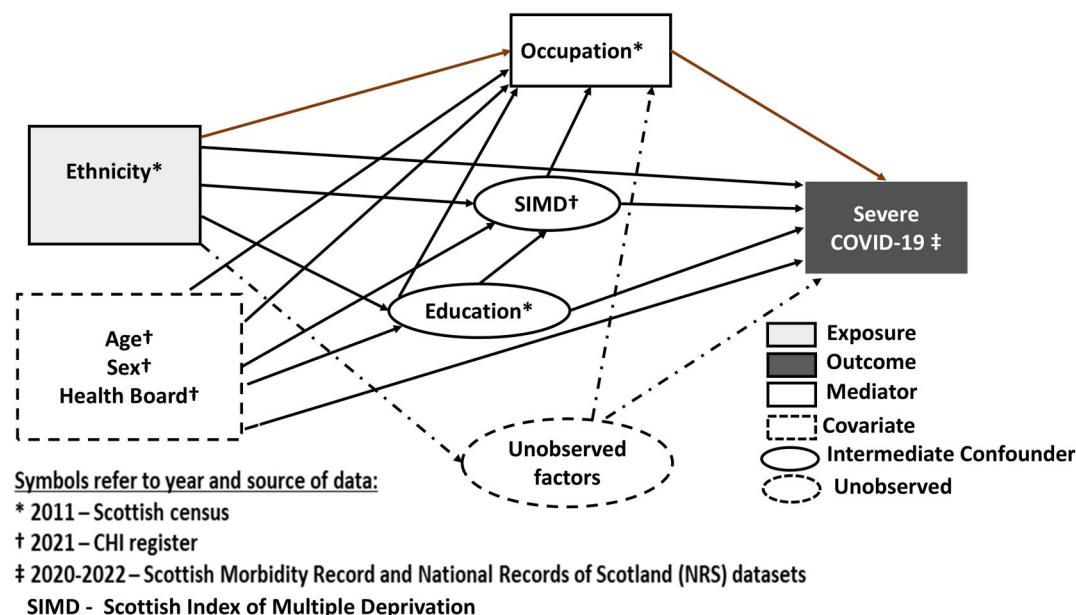 Occupation*
Ethnicity*
SIMD†
Severe
COVID-19 ‡
Education*
Age†
Sex†
Health Board†
Unobserved
factors
Exposure
Outcome
Mediator
Covariate
Intermediate Confounder
Unobserved
Symbols refer to year and source of data:
* 2011 – Scottish census
† 2021 – CHI register
‡ 2020-2022 – Scottish Morbidity Record and National Records of Scotland (NRS) datasets
SIMD - Scottish Index of Multiple Deprivation